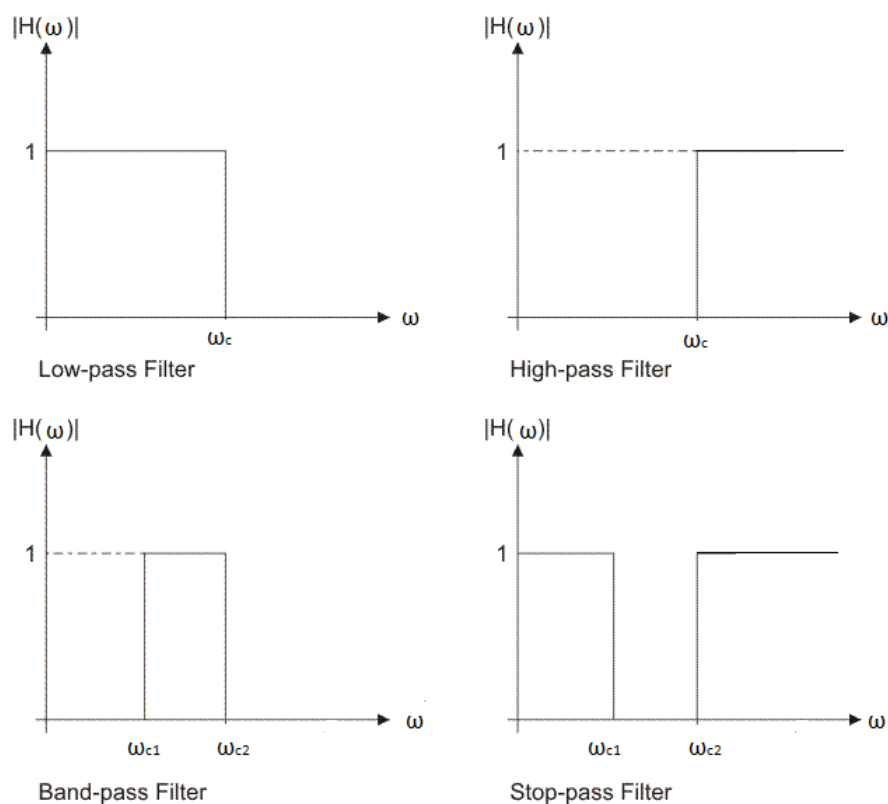 |H(ω)| |H(ω)|
1 1
ω ω
ωc ωc
Low-pass Filter High-pass Filter
|H(ω)| |H(ω)|
1 1
ω ω
ωc1 ωc2 ωc1 ωc2
Band-pass Filter Stop-pass Filter